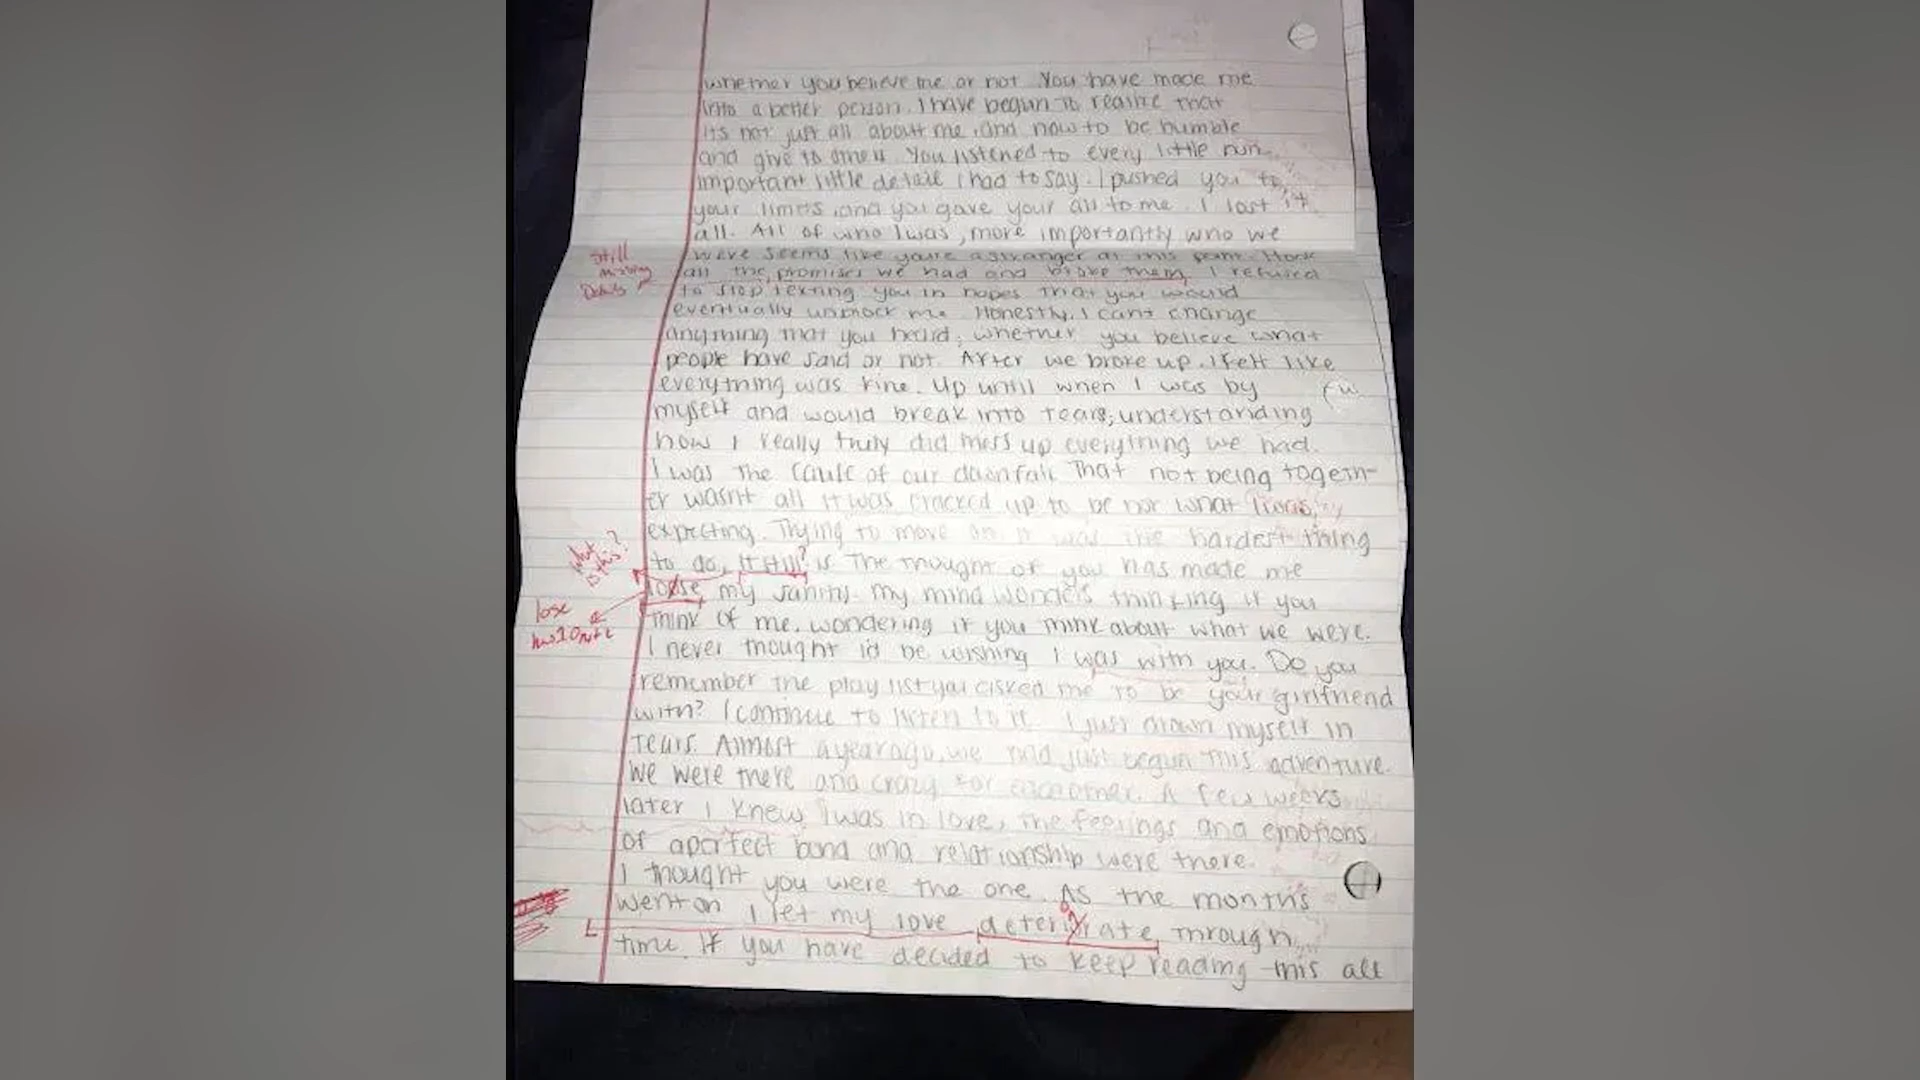 whether you believe me or not. You have made me
into a better person. I have begun to realize that
its not just all about me, and how to be humble
and give to others. You listened to every little nun
important little detail I had to say. I pushed you to
your limets, and you gave your all to me. I lost it
all. All of who I was, more importantly who we
were seems like you're a stranger at this point.
Still
missing
Details
all the promises we had and broke them, I refused
to stop texting you in hopes that you would
eventually unblock me. Honestly, I cant change
anything that you heard, whether you believe what
people have said or not. After we broke up, I felt like
everything was fine. Up until when I was by
myself and would break into tears; understanding
how I really truly did mess up everything we had.
I was the cause of our downfall. That not being togeth-
er wasn't all it was cracked up to be nor what I was
expecting. Trying to move on it was the hardest thing
What
is this?
to do, it still? is The thought of you has made me
loose my sanity. my mind wonders thinking if you
lose
has 1 O
think of me, wondering if you think about what we were.
I never thought id be wishing I was with you. Do you
remember the play list you asked me to be your girlfriend
with? I continue to listen to it. I just drown myself in
tears. Almost a year ago, we had just begun this adventure.
We were there and crazy for eachother. A few weeks
later I knew I was in love, the feelings and emotions
of a perfect bond and relationship were there.
I thought you were the one. As the months
went on I let my love deteriorate through
time. If you have decided to keep reading this all